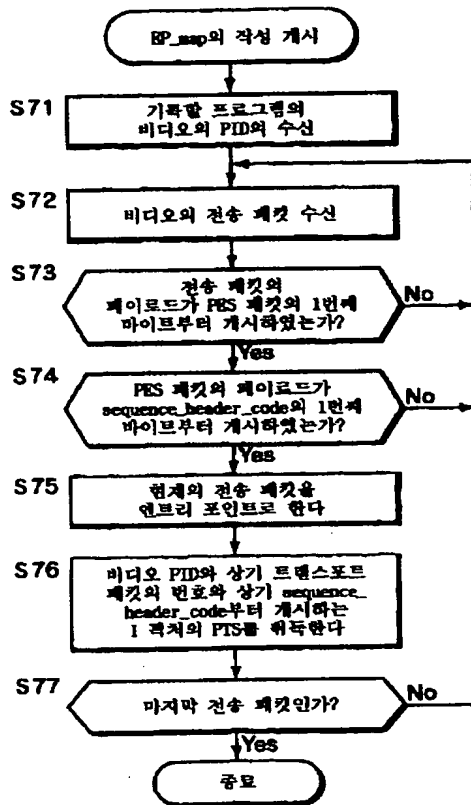 EP_map의 작성 개시
S71
기록할 프로그램의
비디오의 PID의 수신
S72
비디오의 전송 패킷 수신
S73
전송 패킷의
페이로드가 PES 패킷의 1번째
바이트부터 개시하였는가?
No
Yes
S74
PES 패킷의 페이로드가
sequence_header_code의 1번째
바이트부터 개시하였는가?
No
Yes
S75
현재의 전송 패킷을
엔트리 포인트로 한다
S76
비디오 PID와 상기 트랜스포트
패킷의 번호와 상기 sequence_
header_code부터 개시하는
I 픽처의 PTS를 취득한다
S77
마지막 전송 패킷인가?
No
Yes
종료